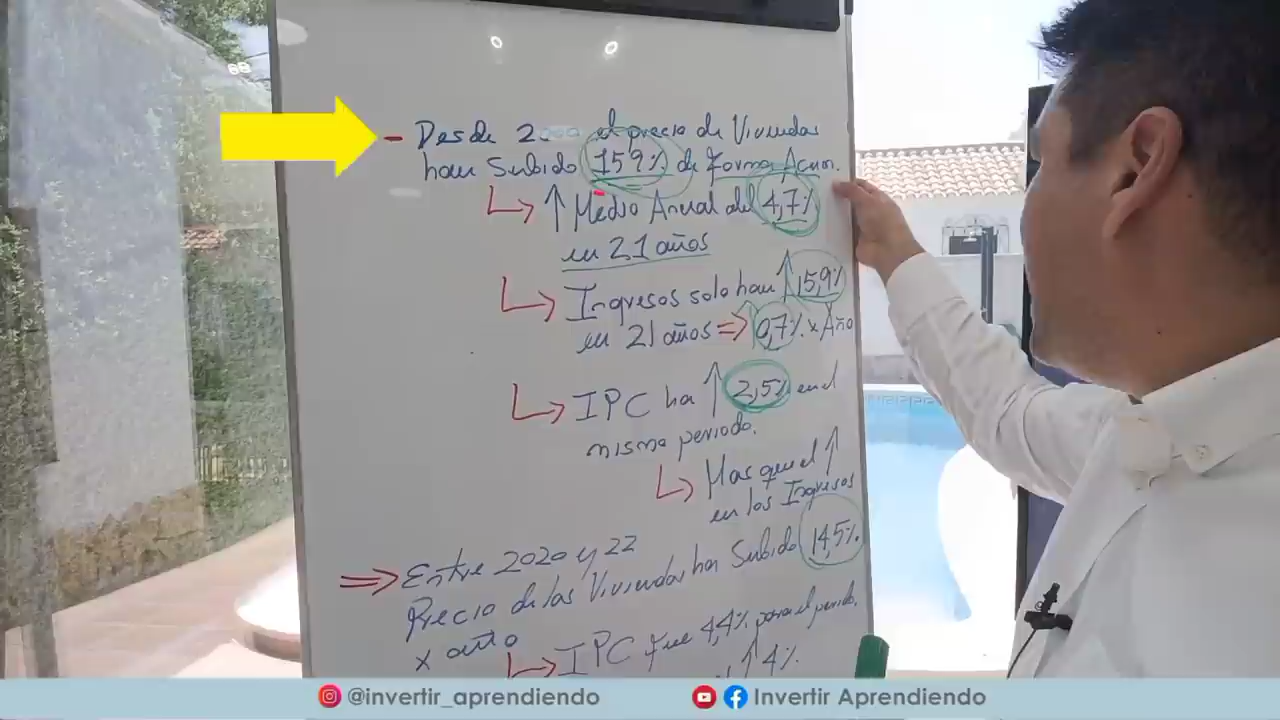 - Desde 2000 el precio de Viviendas
han Subido 159% de forma Acum.
↑ Medio Anual del 4,7%
en 21 años
Ingresos solo han ↑ 15,9%
en 21 años => ↑ 0,7% x Año
IPC ha ↑ 2,5% en el
mismo periodo.
Mas que el ↑
en los Ingresos
=> Entre 2020 y 22
Precio de las Viviendas han Subido 14,5%
x año
IPC fue 4,4% para el periodo.
↑ 4%.
@invertir_aprendiendo
Invertir Aprendiendo